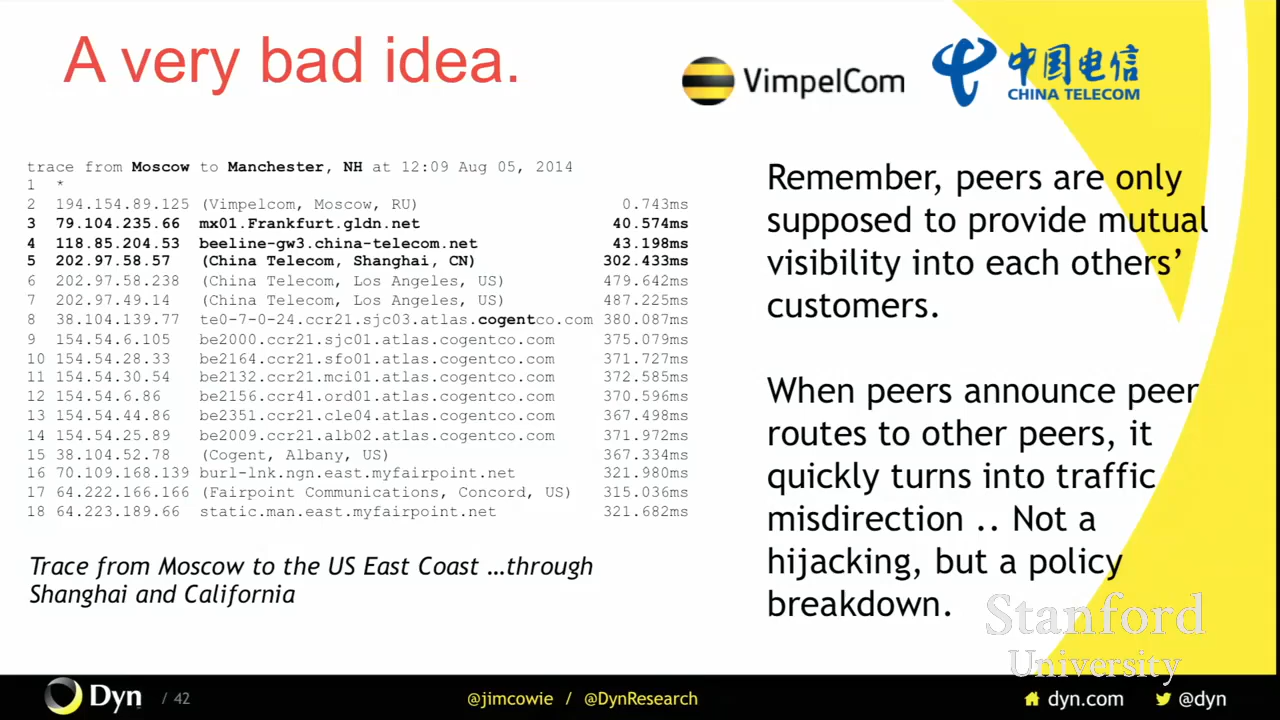 A very bad idea.
VimpelCom
中国电信
CHINA TELECOM
trace from Moscow to Manchester, NH at 12:09 Aug 05, 2014
1 *
2 194.154.89.125 (Vimpelcom, Moscow, RU) 0.743ms
3 79.104.235.66 mx01.Frankfurt.gldn.net 40.574ms
4 118.85.204.53 beeline-gw3.china-telecom.net 43.198ms
5 202.97.58.57 (China Telecom, Shanghai, CN) 302.433ms
6 202.97.58.238 (China Telecom, Los Angeles, US) 479.642ms
7 202.97.49.14 (China Telecom, Los Angeles, US) 487.225ms
8 38.104.139.77 te0-7-0-24.ccr21.sjc03.atlas.cogentco.com 380.087ms
9 154.54.6.105 be2000.ccr21.sjc01.atlas.cogentco.com 375.079ms
10 154.54.28.33 be2164.ccr21.sfo01.atlas.cogentco.com 371.727ms
11 154.54.30.54 be2132.ccr21.mci01.atlas.cogentco.com 372.585ms
12 154.54.6.86 be2156.ccr41.ord01.atlas.cogentco.com 370.596ms
13 154.54.44.86 be2351.ccr21.cle04.atlas.cogentco.com 367.498ms
14 154.54.25.89 be2009.ccr21.alb02.atlas.cogentco.com 371.972ms
15 38.104.52.78 (Cogent, Albany, US) 367.334ms
16 70.109.168.139 burl-lnk.ngn.east.myfairpoint.net 321.980ms
17 64.222.166.166 (Fairpoint Communications, Concord, US) 315.036ms
18 64.223.189.66 static.man.east.myfairpoint.net 321.682ms
Trace from Moscow to the US East Coast …through
Shanghai and California
Remember, peers are only
supposed to provide mutual
visibility into each others’
customers.
When peers announce peer
routes to other peers, it
quickly turns into traffic
misdirection .. Not a
hijacking, but a policy
breakdown.
Stanford
University
Dyn / 42
@jimcowie / @DynResearch
dyn.com @dyn